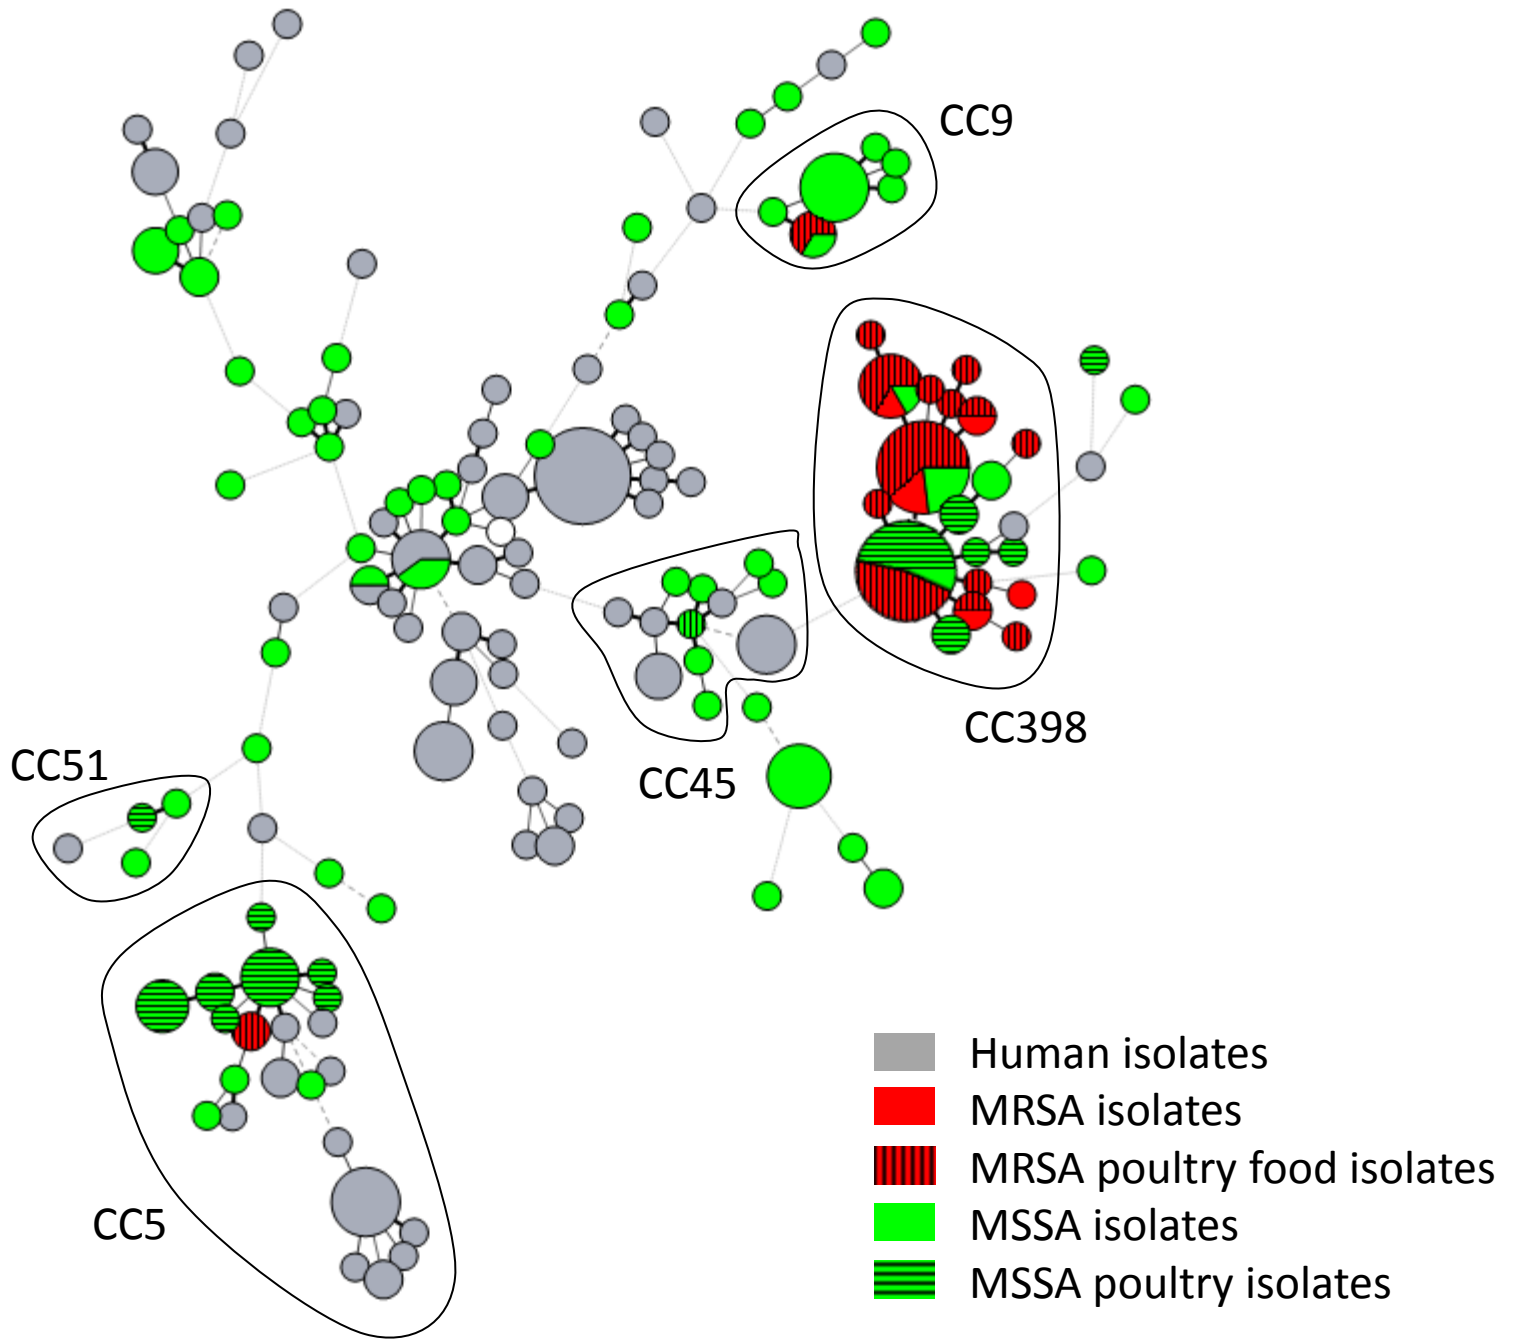 CC9
CC398
CC51
CC45
CC5
Human isolates
MRSA isolates
MRSA poultry food isolates
MSSA isolates
MSSA poultry isolates